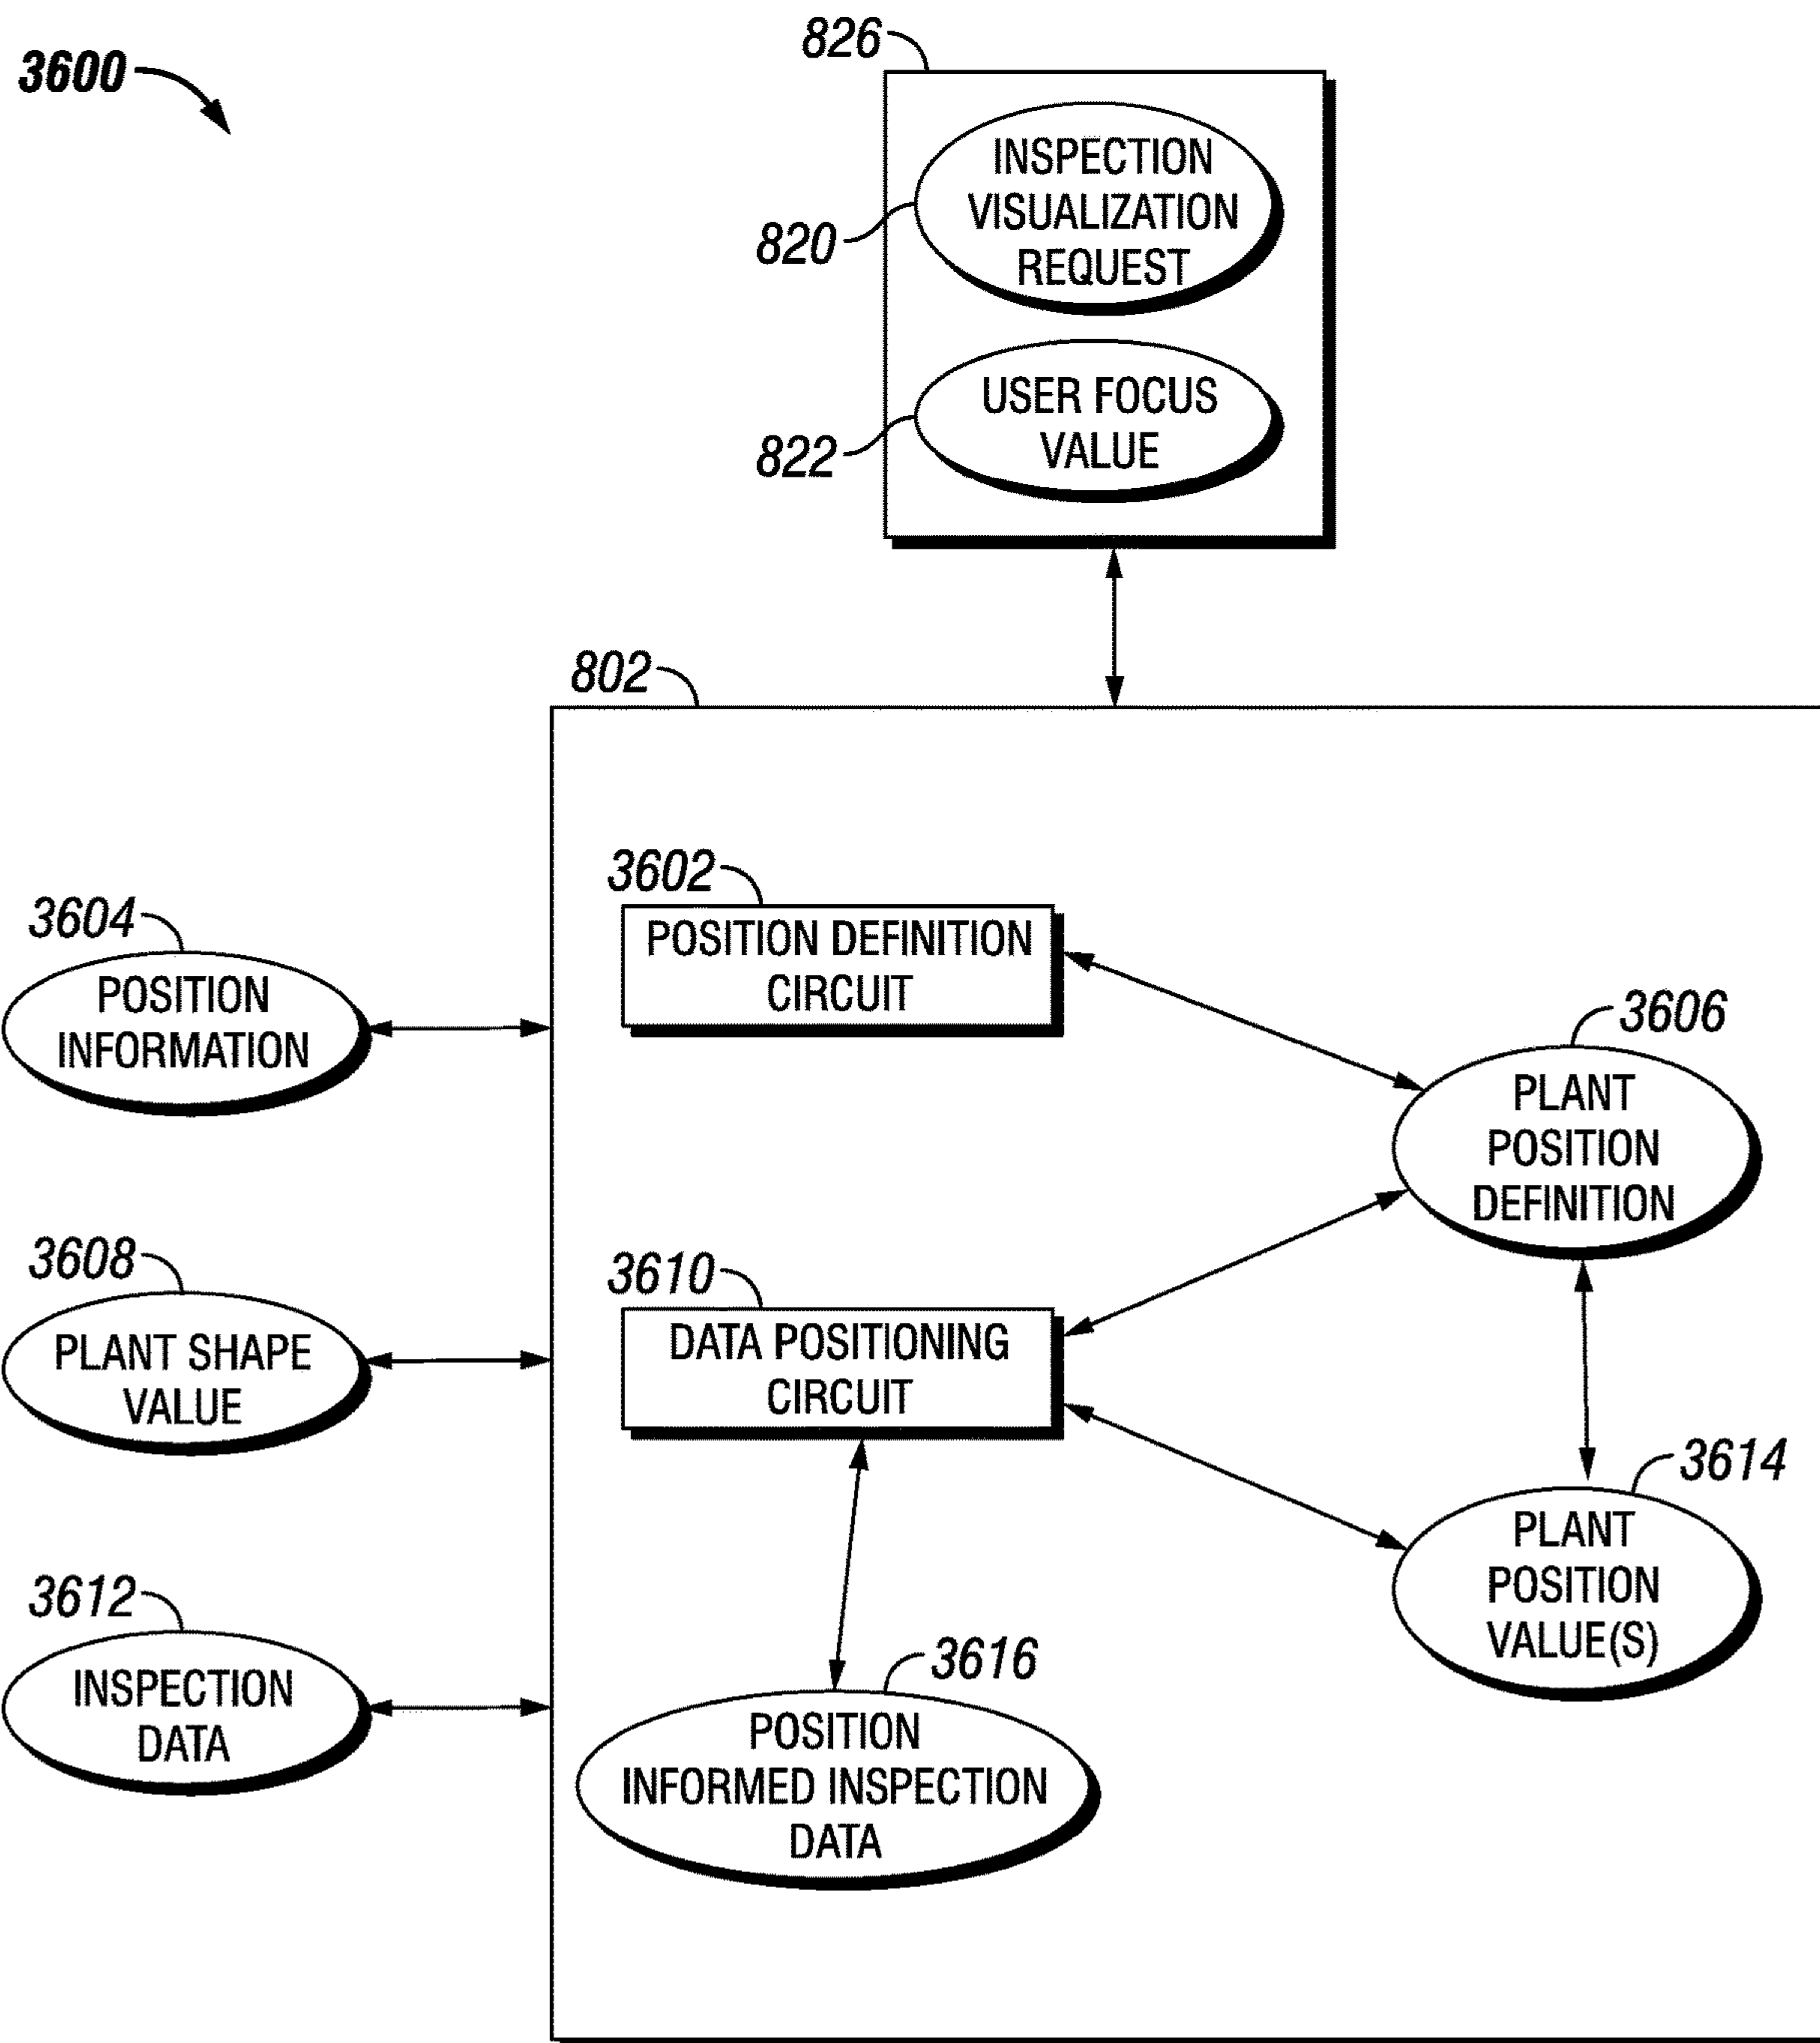 3600
826
INSPECTION
VISUALIZATION
REQUEST
820
USER FOCUS
VALUE
822
802
3602
POSITION DEFINITION
CIRCUIT
3604
POSITION
INFORMATION
3606
PLANT
POSITION
DEFINITION
3608
PLANT SHAPE
VALUE
3610
DATA POSITIONING
CIRCUIT
3614
PLANT
POSITION
VALUE(S)
3612
INSPECTION
DATA
3616
POSITION
INFORMED INSPECTION
DATA